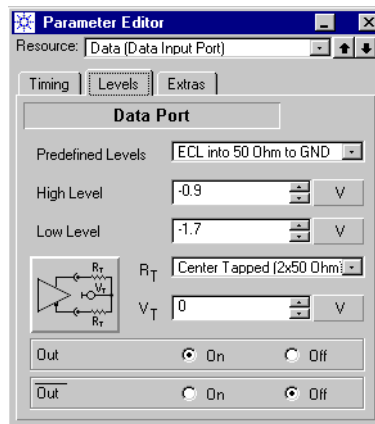 Parameter Editor
Resource: Data (Data Input Port)
Timing Levels Extras
Data Port
Predefined Levels ECL into 50 Ohm to GND
High Level -0.9 V
Low Level -1.7 V
RT Center Tapped (2x50 Ohm)
RT VT RT
VT 0 V
Out On Off
Out On Off